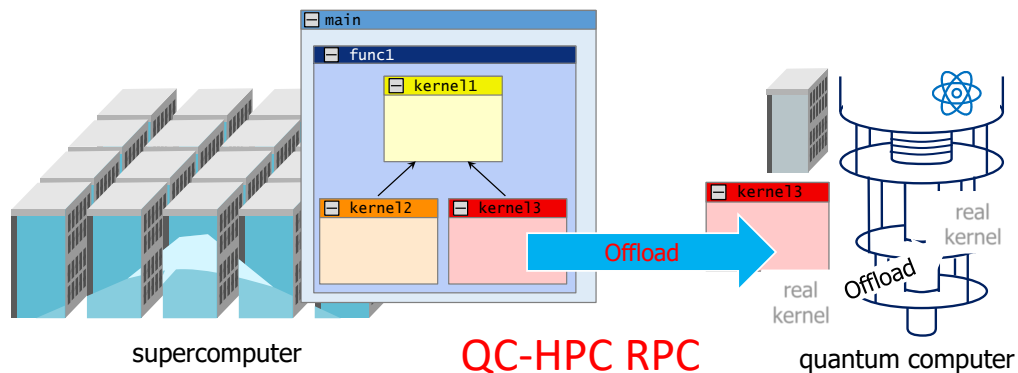 main
func1
kernel1
kernel2
kernel3
Offload
kernel3
real
kernel
real
kernel
Offload
supercomputer
QC-HPC RPC
quantum computer